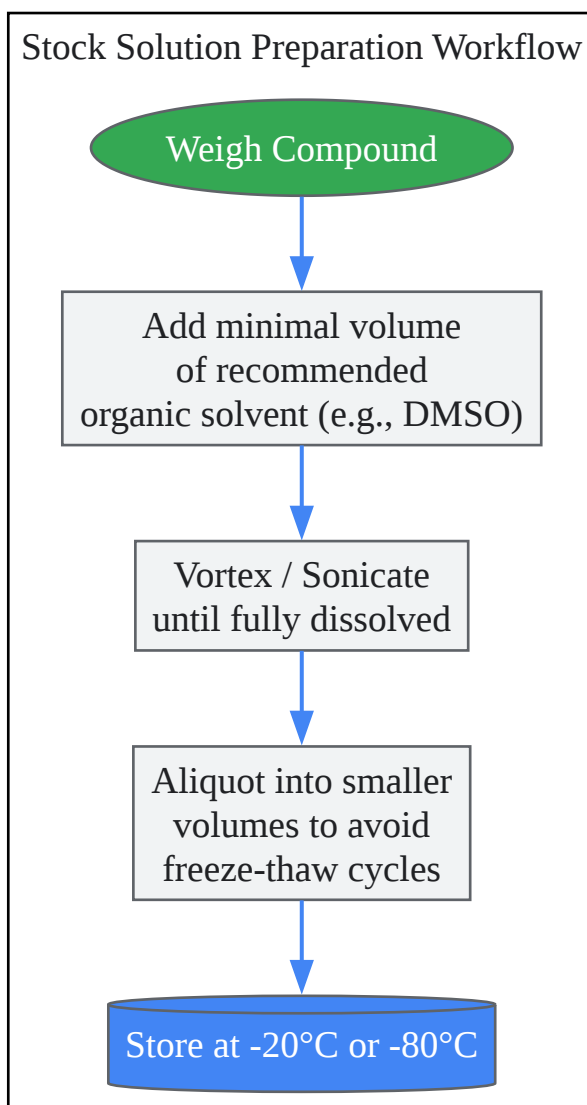 Stock Solution Preparation Workflow
Weigh Compound
Add minimal volume
of recommended
organic solvent (e.g., DMSO)
Vortex / Sonicate
until fully dissolved
Aliquot into smaller
volumes to avoid
freeze-thaw cycles
Store at -20°C or -80°C